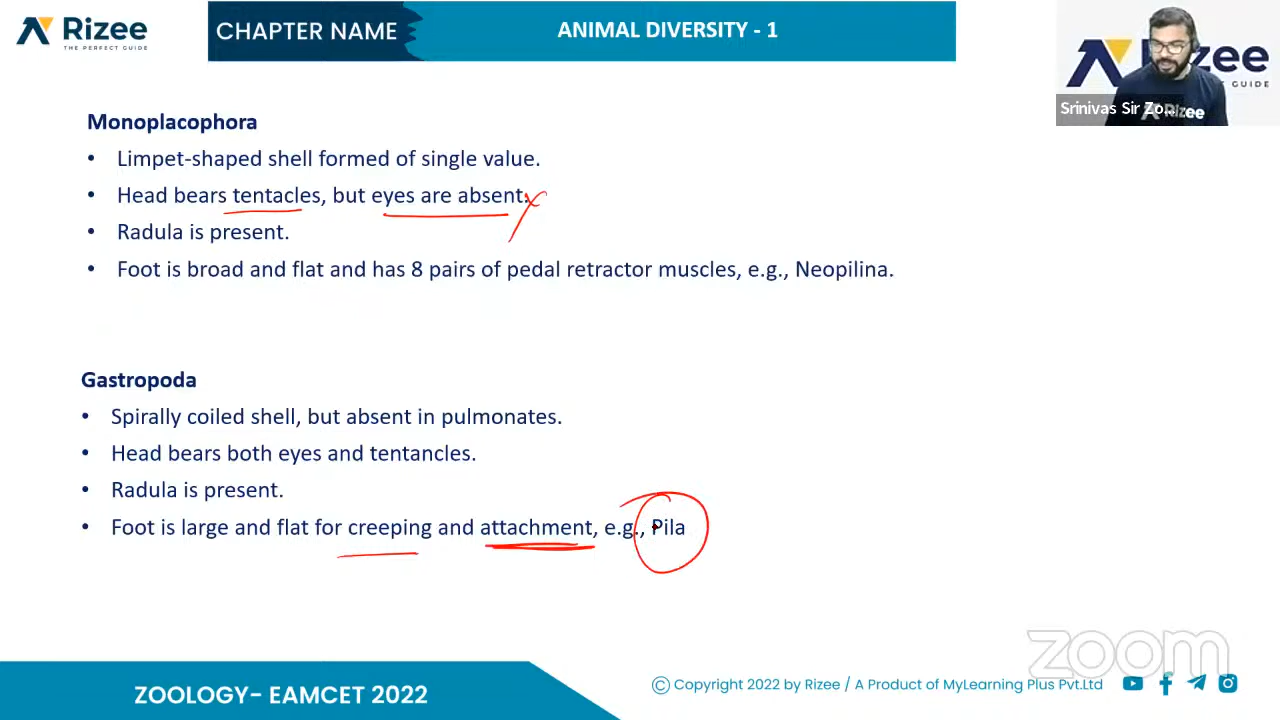 Rizee
THE PERFECT GUIDE
CHAPTER NAME
ANIMAL DIVERSITY - 1
Rizee
GUIDE
Srinivas Sir Zo...
Rizee
Monoplacophora
• Limpet-shaped shell formed of single value.
• Head bears tentacles, but eyes are absent.
• Radula is present.
• Foot is broad and flat and has 8 pairs of pedal retractor muscles, e.g., Neopilina.
Gastropoda
• Spirally coiled shell, but absent in pulmonates.
• Head bears both eyes and tentancles.
• Radula is present.
• Foot is large and flat for creeping and attachment, e.g., Pila
zoom
ZOOLOGY- EAMCET 2022
© Copyright 2022 by Rizee / A Product of MyLearning Plus Pvt.Ltd